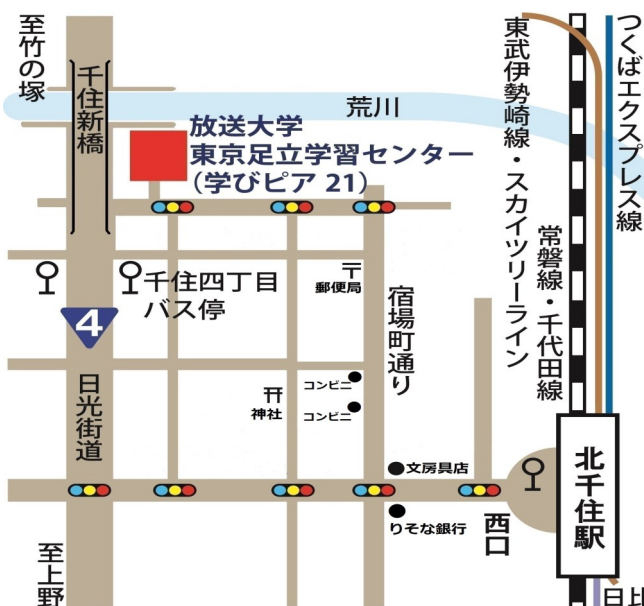 至竹の塚
千住新橋
荒川
放送大学
東京足立学習センター
(学びピア 21)
東武伊勢崎線・スカイツリーライン
常磐線・千代田線
つくばエクスプレス線
千住四丁目
バス停
〒
郵便局
宿場町通り
4
日光街道
コンビニ
神社
コンビニ
文房具店
りそな銀行
西口
北千住駅
至上野